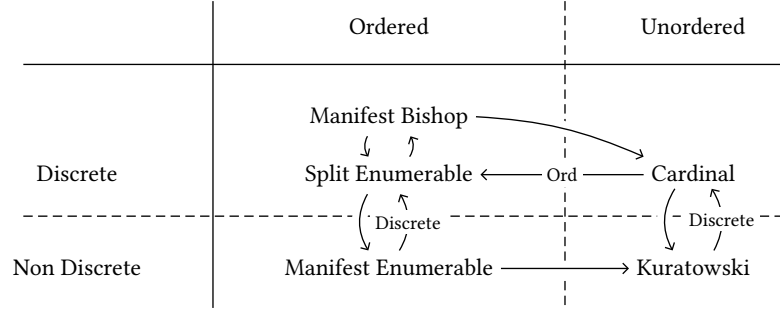 Ordered Unordered
Manifest Bishop
Discrete Split Enumerable Ord Cardinal
Discrete Discrete
Non Discrete Manifest Enumerable Kuratowski